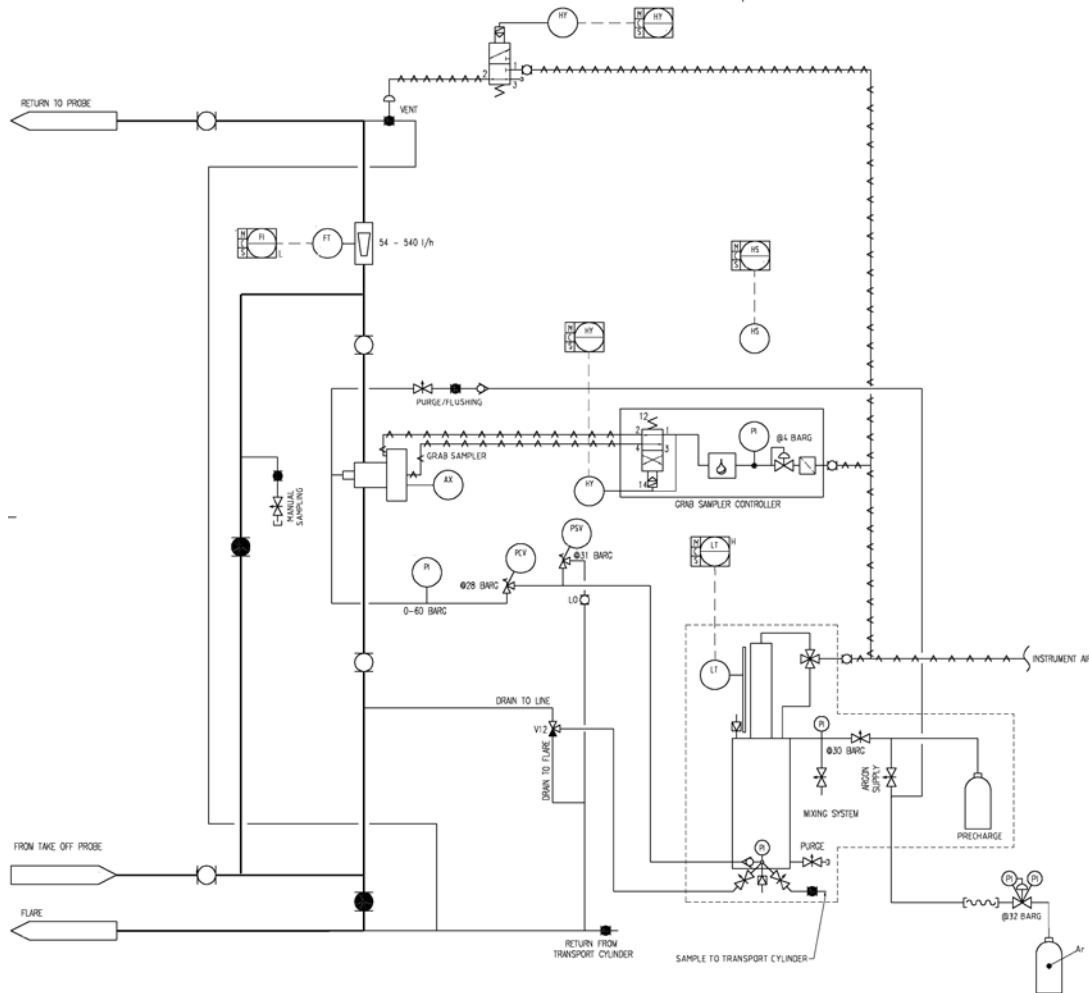 HY
N
C
S
HY
2
1
3
RETURN TO PROBE
VENT
N
C
S
FI
L
FT
54 - 540 l/h
N
C
S
HS
HS
N
C
S
HY
PURGE/FLUSHING
12
2
1
4
3
14
PI
@4 BARG
GRAB SAMPLER
AX
HY
GRAB SAMPLER CONTROLLER
MANUAL
SAMPLING
PSV
@31 BARG
PCV
PI
@28 BARG
0-60 BARG
LO
N
C
S
LT
H
LT
INSTRUMENT AI
DRAIN TO LINE
V12
DRAIN TO FLARE
PI
@30 BARG
ARGON
SUPPLY
MIXING SYSTEM
PRECHARGE
PI
PURGE
FROM TAKE OFF PROBE
PI
PI
@32 BARG
FLARE
RETURN FROM
TRANSPORT CYLINDER
SAMPLE TO TRANSPORT CYLINDER
Ar